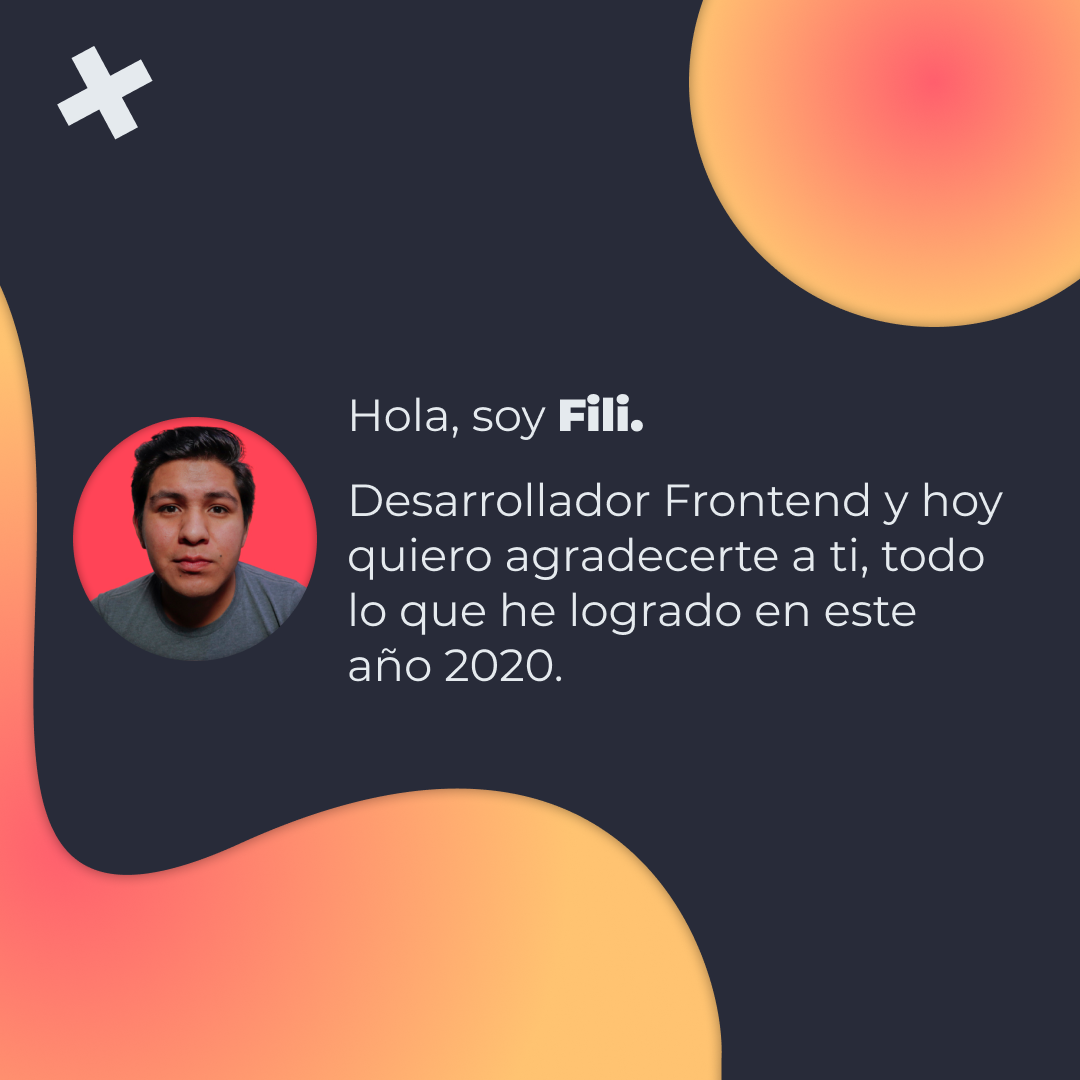 Hola, soy Fili.
Desarrollador Frontend y hoy
quiero agradecerte a ti, todo
lo que he logrado en este
año 2020.